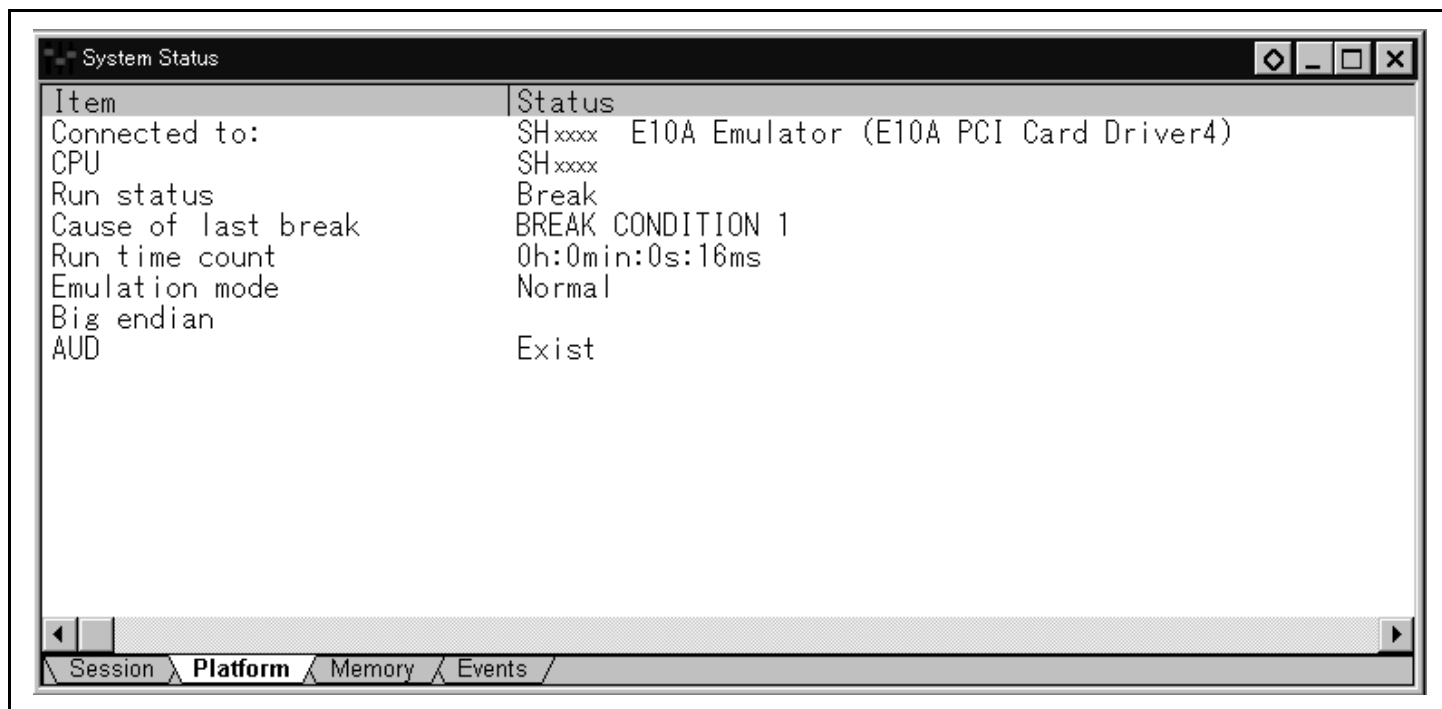 System Status
Item Status
Connected to: SHxxxx E10A Emulator (E10A PCI Card Driver4)
CPU SHxxxx
Run status Break
Cause of last break BREAK CONDITION 1
Run time count 0h:0min:0s:16ms
Emulation mode Normal
Big endian
AUD Exist
Session Platform Memory Events